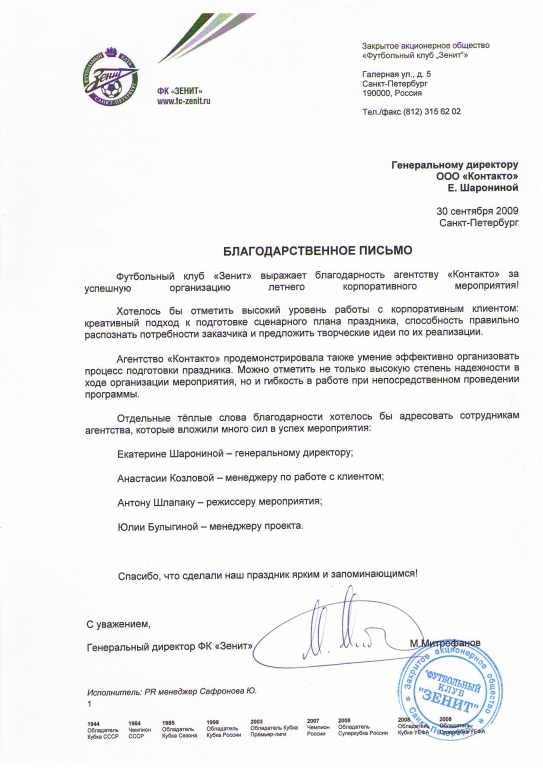 ФУТБОЛЬНЫЙ КЛУБ
Зенит
САНКТ-ПЕТЕРБУРГ
ФК «ЗЕНИТ»
www.fc-zenit.ru
Закрытое акционерное общество
«Футбольный клуб „Зенит“»
Галерная ул., д. 5
Санкт-Петербург
190000, Россия
Тел./факс (812) 315 62 02
Генеральному директору
ООО «Контакто»
Е. Шарониной
30 сентября 2009
Санкт-Петербург
БЛАГОДАРСТВЕННОЕ ПИСЬМО
Футбольный клуб «Зенит» выражает благодарность агентству «Контакто» за
успешную организацию летнего корпоративного мероприятия!
Хотелось бы отметить высокий уровень работы с корпоративным клиентом:
креативный подход к подготовке сценарного плана праздника, способность правильно
распознать потребности заказчика и предложить творческие идеи по их реализации.
Агентство «Контакто» продемонстрировала также умение эффективно организовать
процесс подготовки праздника. Можно отметить не только высокую степень надежности в
ходе организации мероприятия, но и гибкость в работе при непосредственном проведении
программы.
Отдельные тёплые слова благодарности хотелось бы адресовать сотрудникам
агентства, которые вложили много сил в успех мероприятия:
Екатерине Шарониной – генеральному директору;
Анастасии Козловой – менеджеру по работе с клиентом;
Антону Шлапаку – режиссеру мероприятия;
Юлии Булыгиной – менеджеру проекта.
Спасибо, что сделали наш праздник ярким и запоминающимся!
С уважением,
Генеральный директор ФК «Зенит»
М.Митрофанов
Закрытое акционерное общество
"ФУТБОЛЬНЫЙ
КЛУБ
"ЗЕНИТ"
Санкт-Петербург
Исполнитель: PR менеджер Сафронова Ю.
1
1944 1984 1985 1999 2003 2007 2008 2008 2008
Обладатель Чемпион Обладатель Обладатель Обладатель Кубка Чемпион Обладатель Обладатель Обладатель
Кубка СССР СССР Кубка Сезона Кубка России Премьер-лиги России Суперкубка России Кубка УЕФА Суперкубка УЕФА